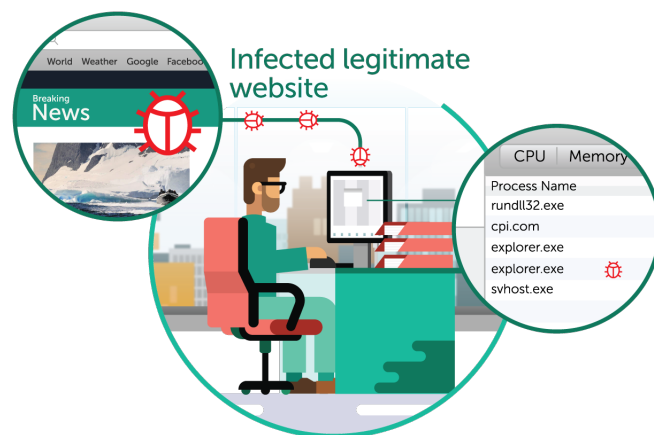 World Weather Google Facebook
Infected legitimate
website
Breaking
News
CPU Memory
Process Name
rundll32.exe
cpi.com
explorer.exe
explorer.exe
svhost.exe